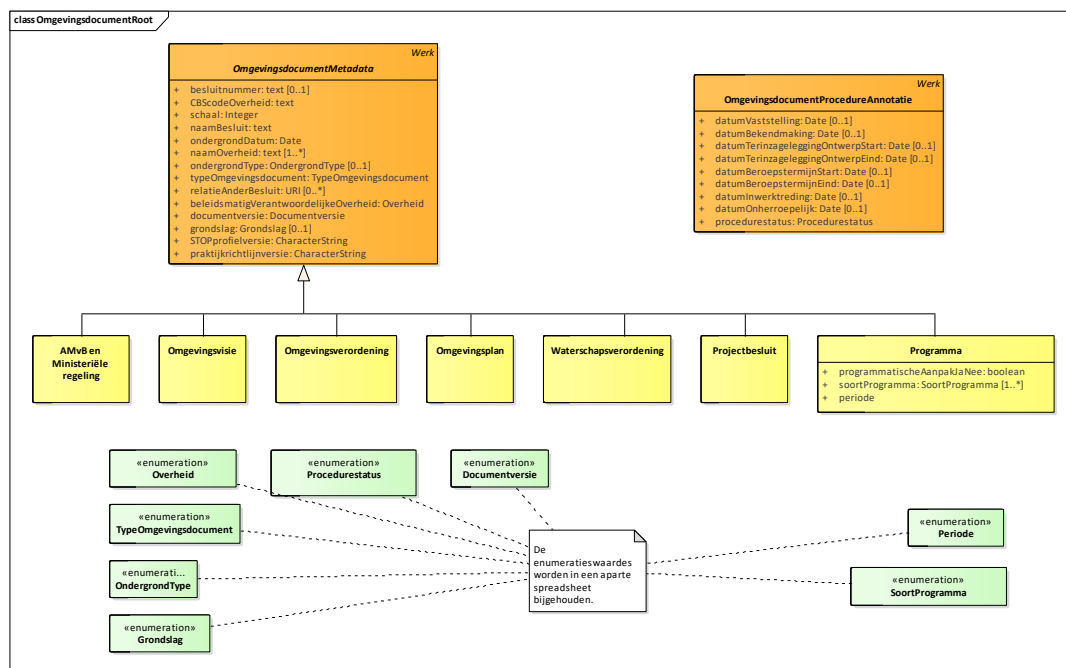 class OmgevingsdocumentRoot
Werk
OmgevingsdocumentMetadata
+ besluitnummer: text [0..1]
+ CBScodeOverheid: text
+ schaal: Integer
+ naamBesluit: text
+ ondergrondDatum: Date
+ naamOverheid: text [1..*]
+ ondergrondType: OndergrondType [0..1]
+ typeOmgevingsdocument: TypeOmgevingsdocument
+ relatieAnderBesluit: URI [0..*]
+ beleidsmatigVerantwoordelijkeOverheid: Overheid
+ documentversie: Documentversie
+ grondslag: Grondslag [0..1]
+ STOPprofielversie: CharacterString
+ praktijkrichtlijnversie: CharacterString
Werk
OmgevingsdocumentProcedureAnnotatie
+ datumVaststelling: Date [0..1]
+ datumBekendmaking: Date [0..1]
+ datumTerinzageleggingOntwerpStart: Date [0..1]
+ datumTerinzageleggingOntwerpEind: Date [0..1]
+ datumBeroepstermijnStart: Date [0..1]
+ datumBeroepstermijnEind: Date [0..1]
+ datumInwerktreding: Date [0..1]
+ datumOnherroepelijk: Date [0..1]
+ procedurestatus: Procedurestatus
AMvB en
Ministeriële
regeling
Omgevingsvisie
Omgevingsverordening
Omgevingsplan
Waterschapsverordening
Projectbesluit
Programma
+ programmatischeAanpakJaNee: boolean
+ soortProgramma: SoortProgramma [1..*]
+ periode
«enumeration»
Overheid
«enumeration»
Procedurestatus
«enumeration»
Documentversie
«enumeration»
TypeOmgevingsdocument
«enumerati...
OndergrondType
«enumeration»
Grondslag
De
enumeratieswaardes
worden in een aparte
spreadsheet
bijgehouden.
«enumeration»
Periode
«enumeration»
SoortProgramma